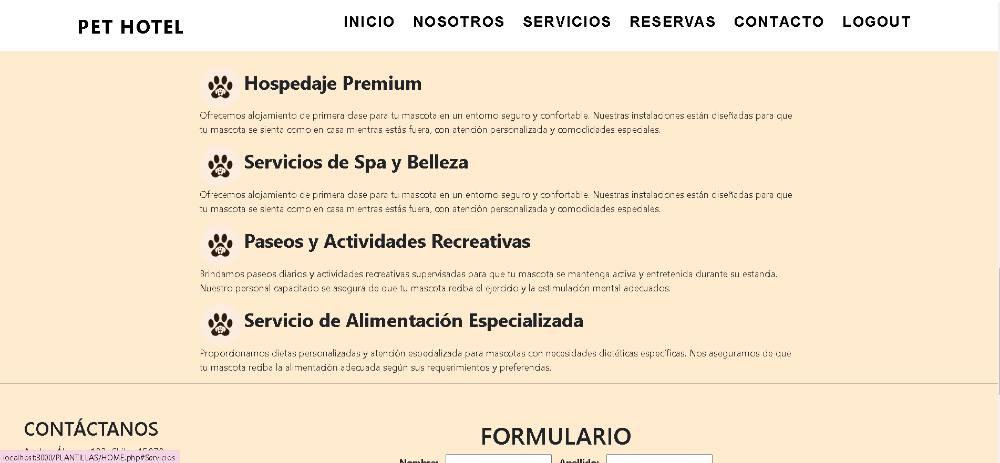 PET HOTEL
INICIO NOSOTROS SERVICIOS RESERVAS CONTACTO LOGOUT
Hospedaje Premium
Ofrecemos alojamiento de primera clase para tu mascota en un entorno seguro y confortable. Nuestras instalaciones están diseñadas para que
tu mascota se sienta como en casa mientras estás fuera, con atención personalizada y comodidades especiales.
Servicios de Spa y Belleza
Ofrecemos alojamiento de primera clase para tu mascota en un entorno seguro y confortable. Nuestras instalaciones están diseñadas para que
tu mascota se sienta como en casa mientras estás fuera, con atención personalizada y comodidades especiales.
Paseos y Actividades Recreativas
Brindamos paseos diarios y actividades recreativas supervisadas para que tu mascota se mantenga activa y entretenida durante su estancia.
Nuestro personal capacitado se asegura de que tu mascota reciba el ejercicio y la estimulación mental adecuados.
Servicio de Alimentación Especializada
Proporcionamos dietas personalizadas y atención especializada para mascotas con necesidades dietéticas específicas. Nos aseguramos de que
tu mascota reciba la alimentación adecuada según sus requerimientos y preferencias.
CONTÁCTANOS
FORMULARIO
Nombre: Apellido:
localhost:3000/PLANTILLAS/HOME.php#Servicios